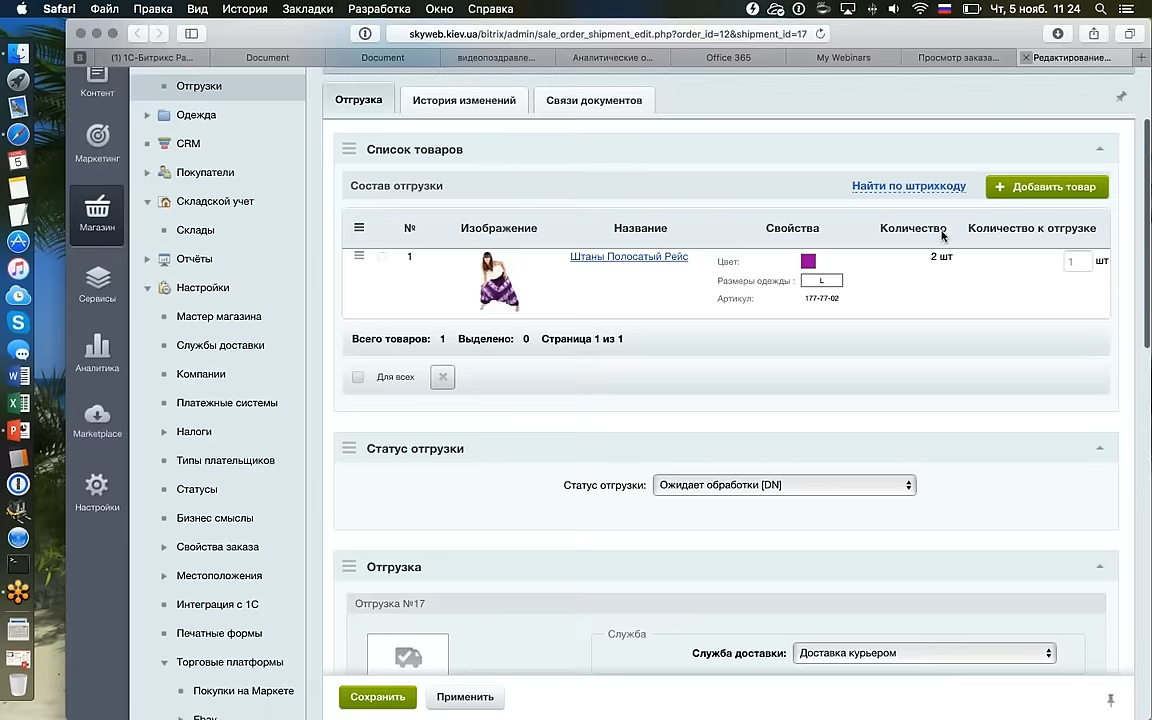 Safari Файл Правка Вид История Закладки Разработка Окно Справка Чт, 5 нояб. 11 24
skyweb.kiev.ua/bitrix/admin/sale_order_shipment_edit.php?order_id=12&shipment_id=17
B (1) 1С-Битрикс Ра... Document Document видеопоздравле... Аналитические о... Office 365 My Webinars Просмотр заказа... Редактирование...
Контент
Маркетинг
Магазин
Сервисы
Аналитика
Marketplace
Настройки
Отгрузки
Одежда
CRM
Покупатели
Складской учет
Склады
Отчёты
Настройки
Мастер магазина
Службы доставки
Компании
Платежные системы
Налоги
Типы плательщиков
Статусы
Бизнес смыслы
Свойства заказа
Местоположения
Интеграция с 1С
Печатные формы
Торговые платформы
Покупки на Маркете
Ebay
Отгрузка История изменений Связи документов
Список товаров
Состав отгрузки Найти по штрихкоду + Добавить товар
№ Изображение Название Свойства Количество Количество к отгрузке
1 Штаны Полосатый Рейс Цвет: 2 шт 1 шт
Размеры одежды : L
Артикул: 177-77-02
Всего товаров: 1 Выделено: 0 Страница 1 из 1
Для всех
Статус отгрузки
Статус отгрузки: Ожидает обработки [DN]
Отгрузка
Отгрузка №17
Служба
Служба доставки: Доставка курьером
Сохранить Применить